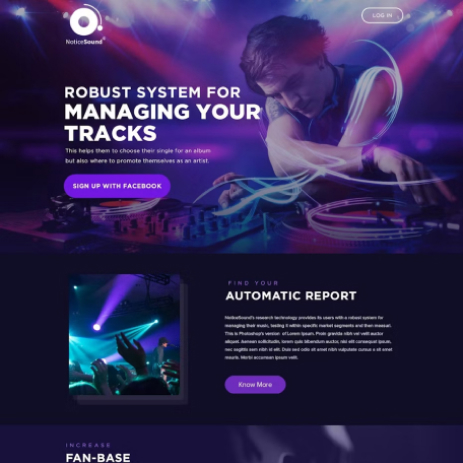 LOG IN
NoticeSound
ROBUST SYSTEM FOR
MANAGING YOUR
TRACKS
This helps them to choose their single for an album
but also where to promote themselves as an artist.
SIGN UP WITH FACEBOOK
FIND YOUR
AUTOMATIC REPORT
NoticeSound's research technology provides its users with a robust system for
managing their music, testing it within specific market segments and then measur.
This is Photoshop's version of Lorem Ipsum. Proin gravida nibh vel velit auctor
aliquet. Aenean sollicitudin, lorem quis bibendum auctor, nisi elit consequat ipsum,
nec sagittis sem nibh id elit. Duis sed odio sit amet nibh vulputate cursus a sit amet
mauris. Morbi accumsan ipsum velit.
Know More
INCREASE
FAN-BASE